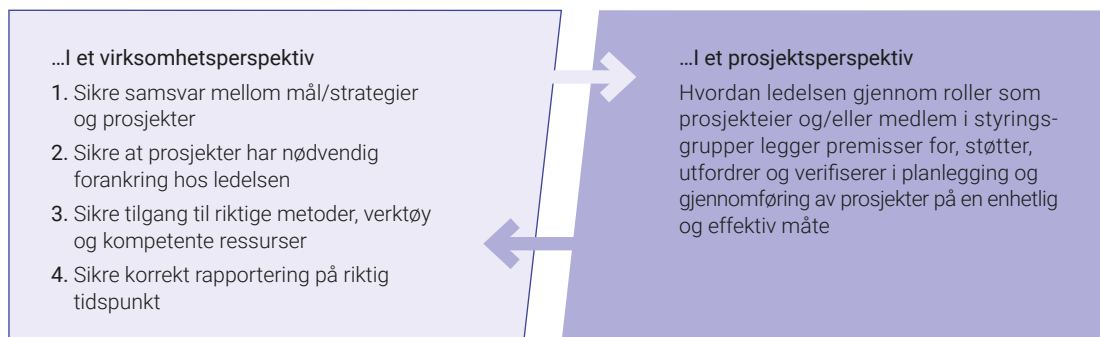 ...I et virksomhetsperspektiv
1. Sikre samsvar mellom mål/strategier
og prosjekter
2. Sikre at prosjekter har nødvendig
forankring hos ledelsen
3. Sikre tilgang til riktige metoder, verktøy
og kompetente ressurser
4. Sikre korrekt rapportering på riktig
tidspunkt
...I et prosjektsperspektiv
Hvordan ledelsen gjennom roller som
prosjekteier og/eller medlem i styrings-
grupper legger premisser for, støtter,
utfordrer og verifiserer i planlegging og
gjennomføring av prosjekter på en enhetlig
og effektiv måte